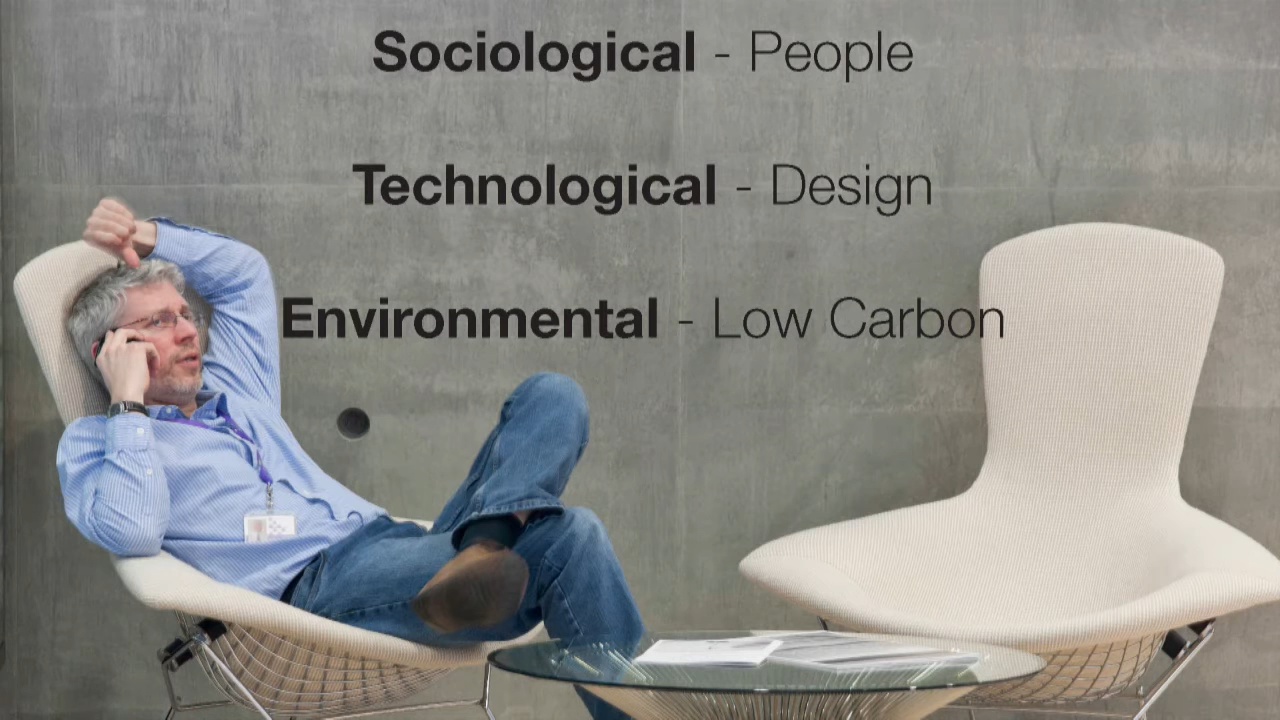 Sociological - People
Technological - Design
Environmental - Low Carbon